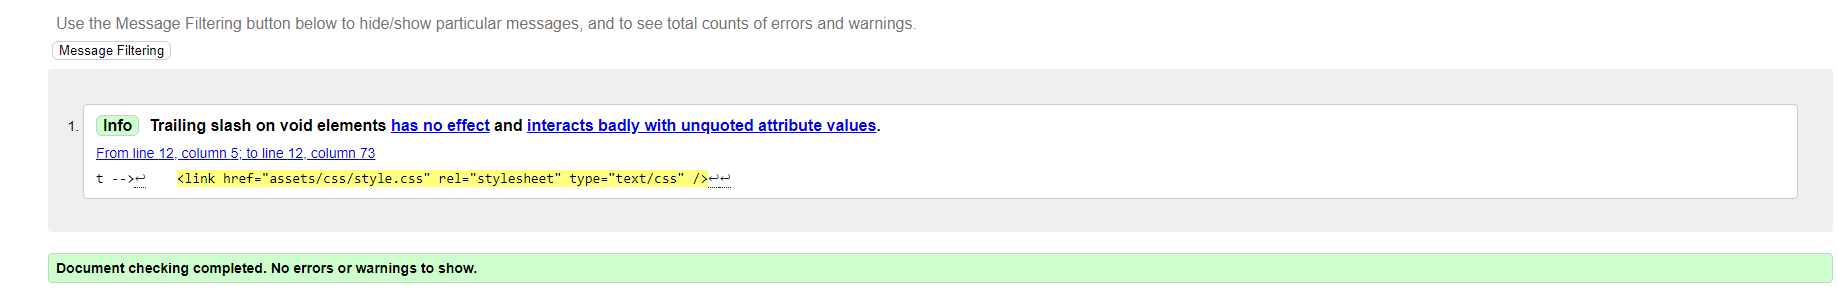 Use the Message Filtering button below to hide/show particular messages, and to see total counts of errors and warnings.
Message Filtering
1. Info Trailing slash on void elements has no effect and interacts badly with unquoted attribute values.
From line 12, column 5; to line 12, column 73
t -->↩    <link href="assets/css/style.css" rel="stylesheet" type="text/css" />↩↩
Document checking completed. No errors or warnings to show.